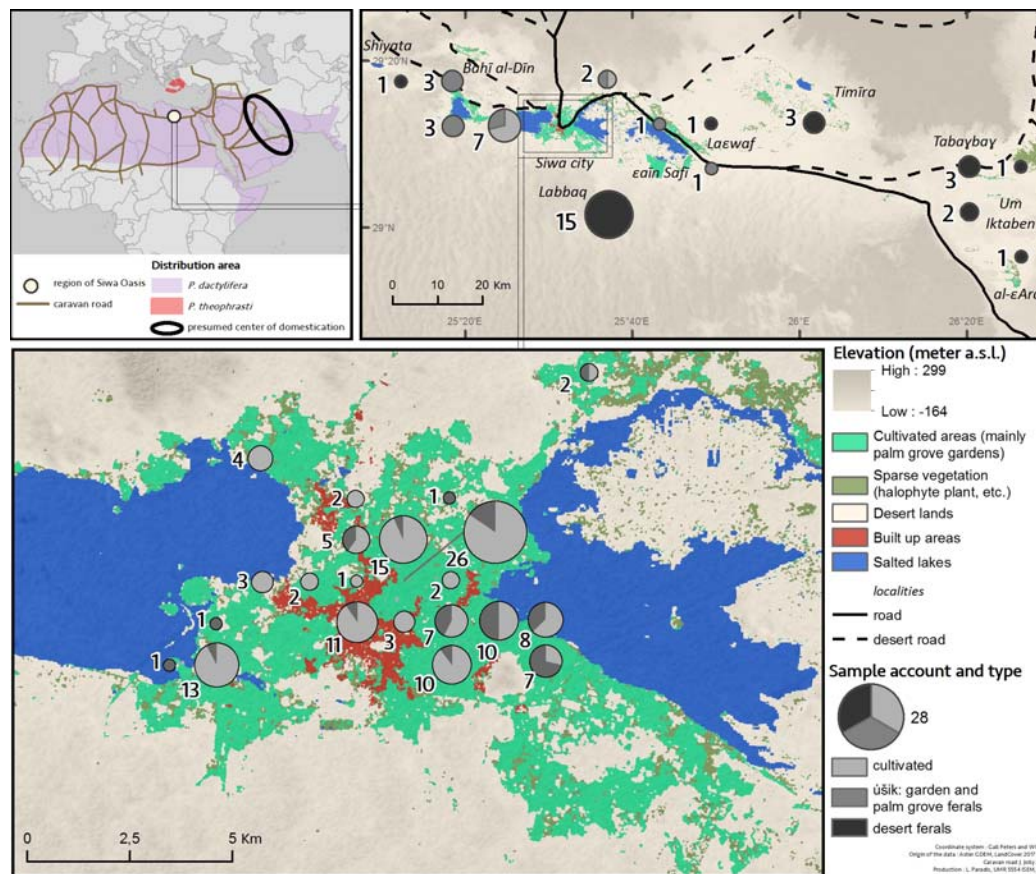 Distribution area
region of Siwa Oasis
P. dactylifera
caravan road
P. theophrasti
presumed center of domestication
Shiyata
29°20
1
3
Bahī al-Dīn
2
Timīra
3
7
1
1
3
Siwa city
Laɛwaf
Tabaγbaγ
ɛain Safī
1
3
1
Labbaq
15
Um
Iktaben
2
29°N
1
al-ɛAra
0 10 20 Km
25°20'E
25°40
26°E
26°20
2
4
2
1
5
15
26
3
2
1
2
1
11
3
7
10
8
1
13
10
7
0 2,5 5 Km
Elevation (meter a.s.l.)
High : 299
Low : -164
Cultivated areas (mainly
palm grove gardens)
Sparse vegetation
(halophyte plant, etc.)
Desert lands
Built up areas
Salted lakes
localities
road
desert road
Sample account and type
28
cultivated
úšik: garden and
palm grove ferals
desert ferals